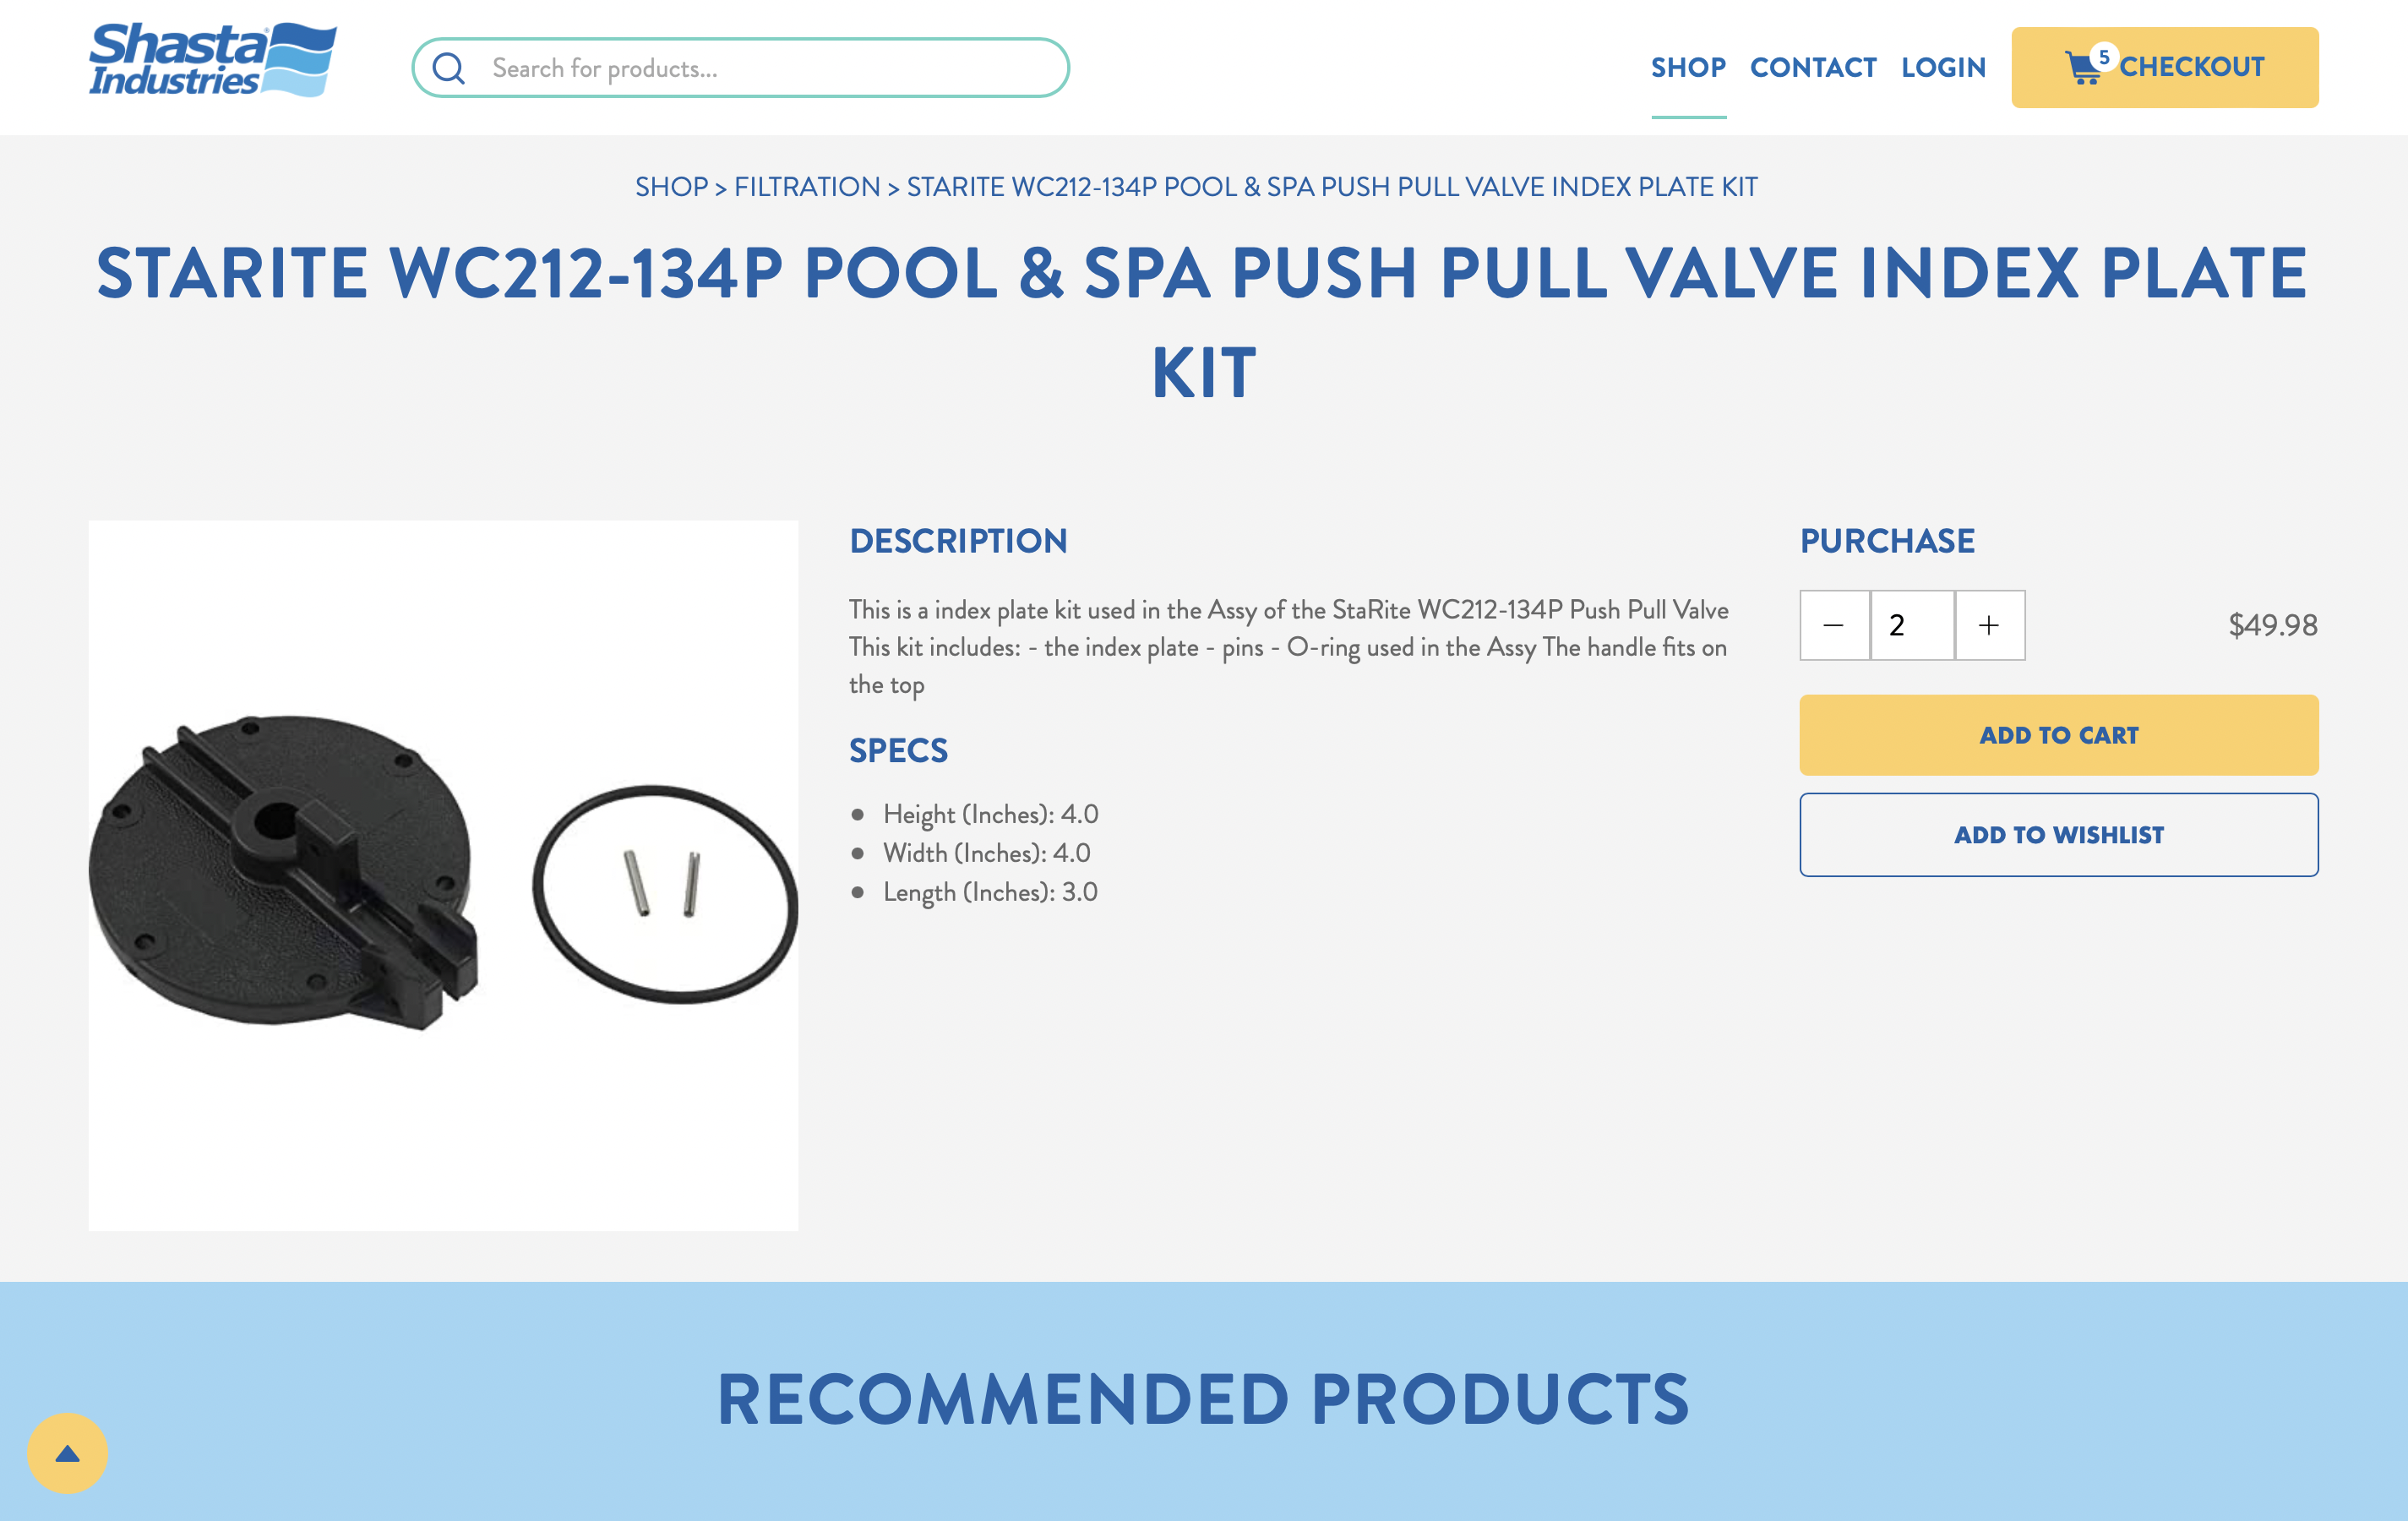 Shasta
Industries
Search for products...
SHOP CONTACT LOGIN 5 CHECKOUT
SHOP > FILTRATION > STARITE WC212-134P POOL & SPA PUSH PULL VALVE INDEX PLATE KIT
STARITE WC212-134P POOL & SPA PUSH PULL VALVE INDEX PLATE
KIT
DESCRIPTION
This is a index plate kit used in the Assy of the StaRite WC212-134P Push Pull Valve
This kit includes: - the index plate - pins - O-ring used in the Assy The handle fits on
the top
SPECS
Height (Inches): 4.0
Width (Inches): 4.0
Length (Inches): 3.0
PURCHASE
– 2 + $49.98
ADD TO CART
ADD TO WISHLIST
RECOMMENDED PRODUCTS